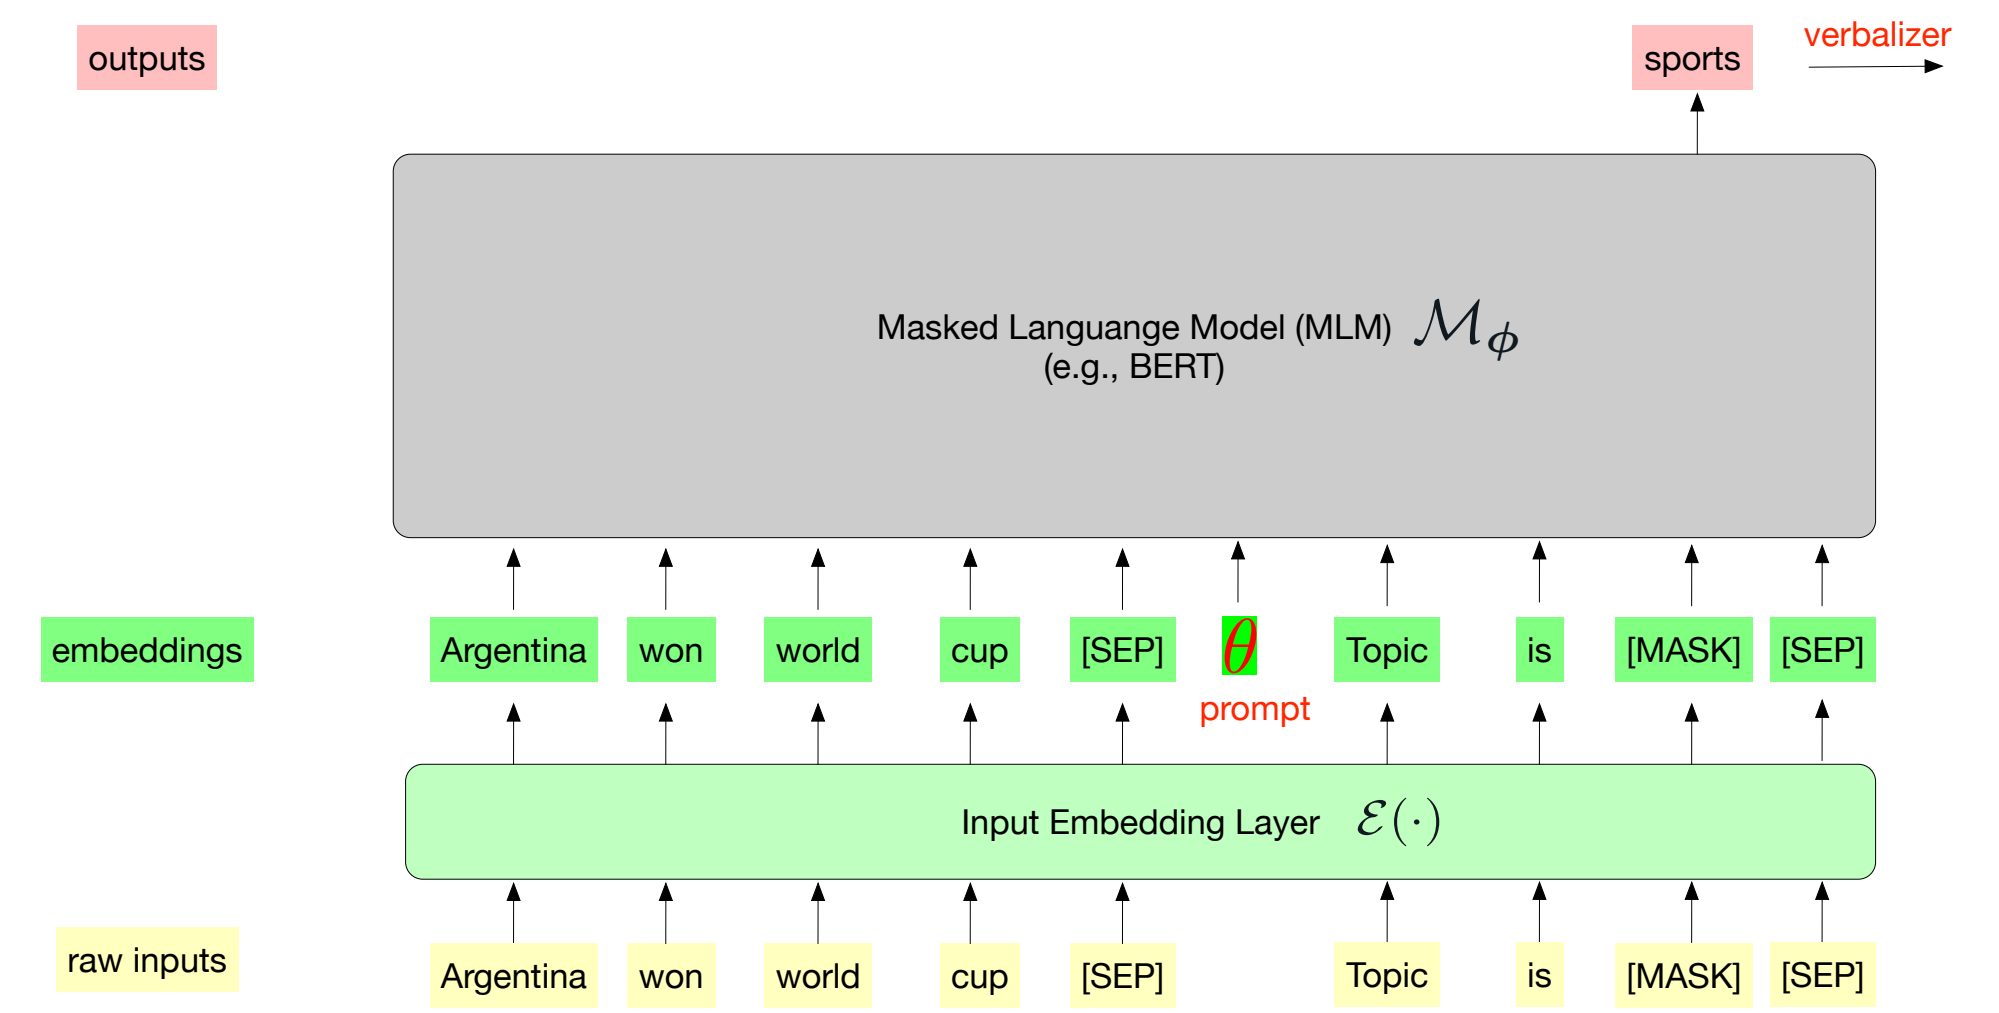 outputs
sports
verbalizer
Masked Languange Model (MLM) ℳ_ϕ
(e.g., BERT)
embeddings
Argentina won world cup [SEP] θ Topic is [MASK] [SEP]
prompt
Input Embedding Layer ℰ(·)
raw inputs
Argentina won world cup [SEP] Topic is [MASK] [SEP]